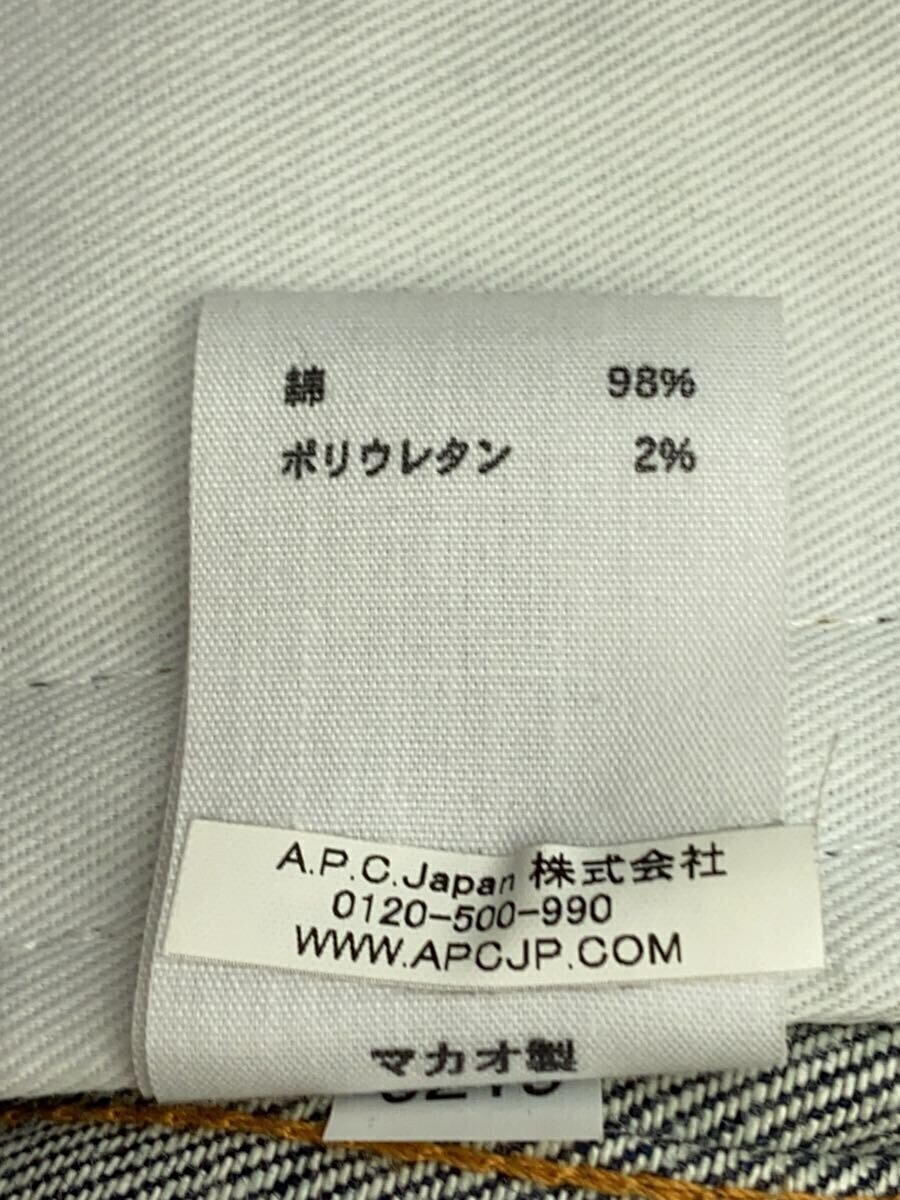 綿 98%
ポリウレタン 2%
A.P.C.Japan 株式会社
0120-500-990
WWW.APCJP.COM
マカオ製